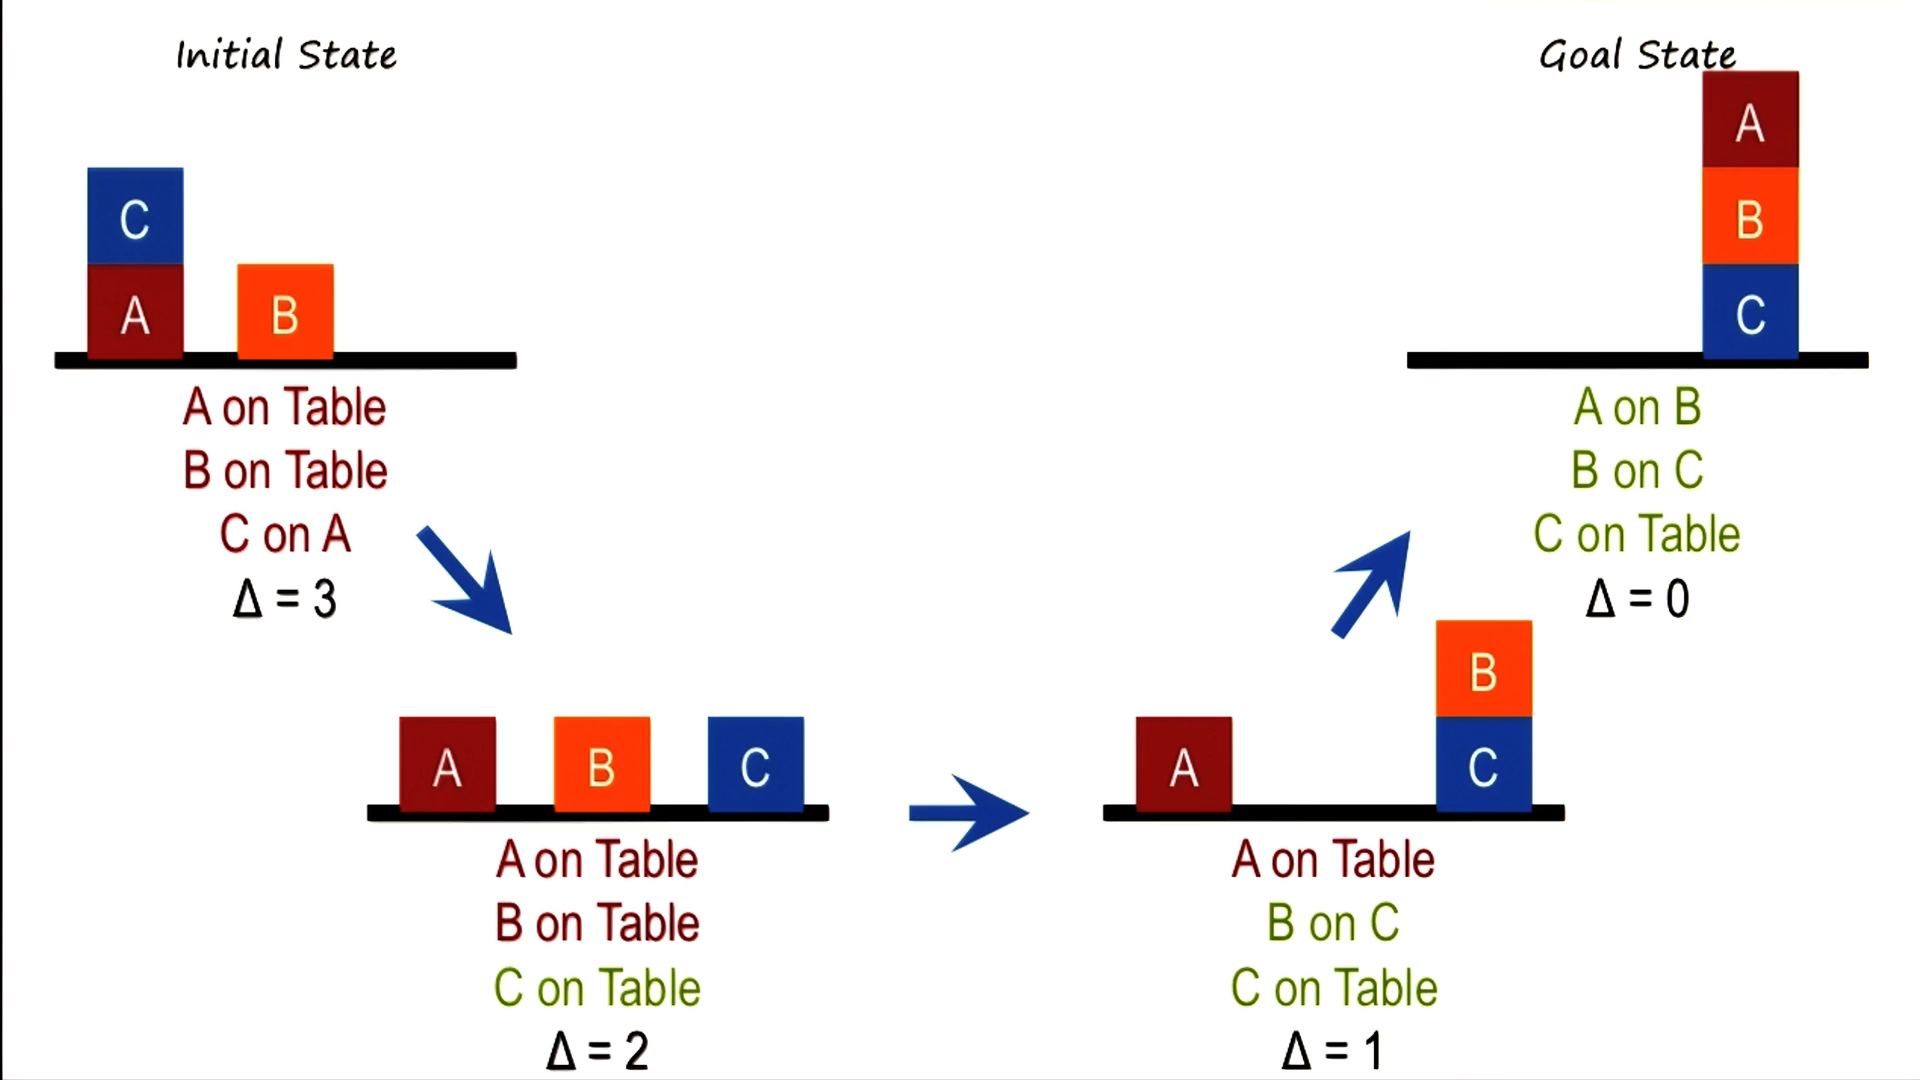 Initial State
C
A
B
A on Table
B on Table
C on A
Δ = 3
A
B
C
A on Table
B on Table
C on Table
Δ = 2
B
A
C
A on Table
B on C
C on Table
Δ = 1
Goal State
A
B
C
A on B
B on C
C on Table
Δ = 0